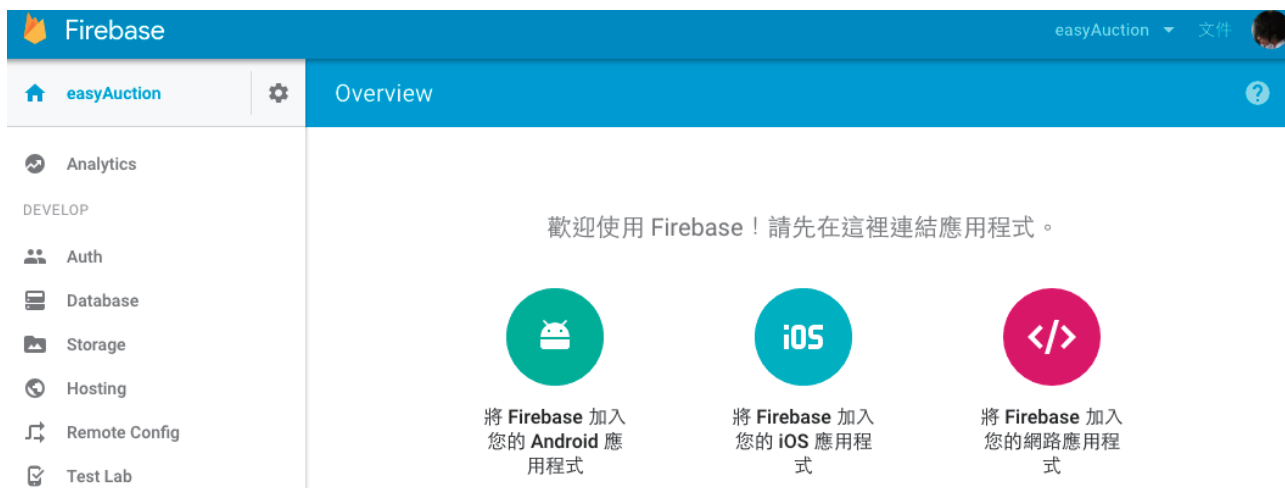 Firebase
easyAuction
文件
easyAuction
Overview
?
Analytics
DEVELOP
Auth
Database
Storage
Hosting
Remote Config
Test Lab
歡迎使用 Firebase！請先在這裡連結應用程式。
iOS
</>
將 Firebase 加入
您的 Android 應
用程式
將 Firebase 加入
您的 iOS 應用程
式
將 Firebase 加入
您的網路應用程
式